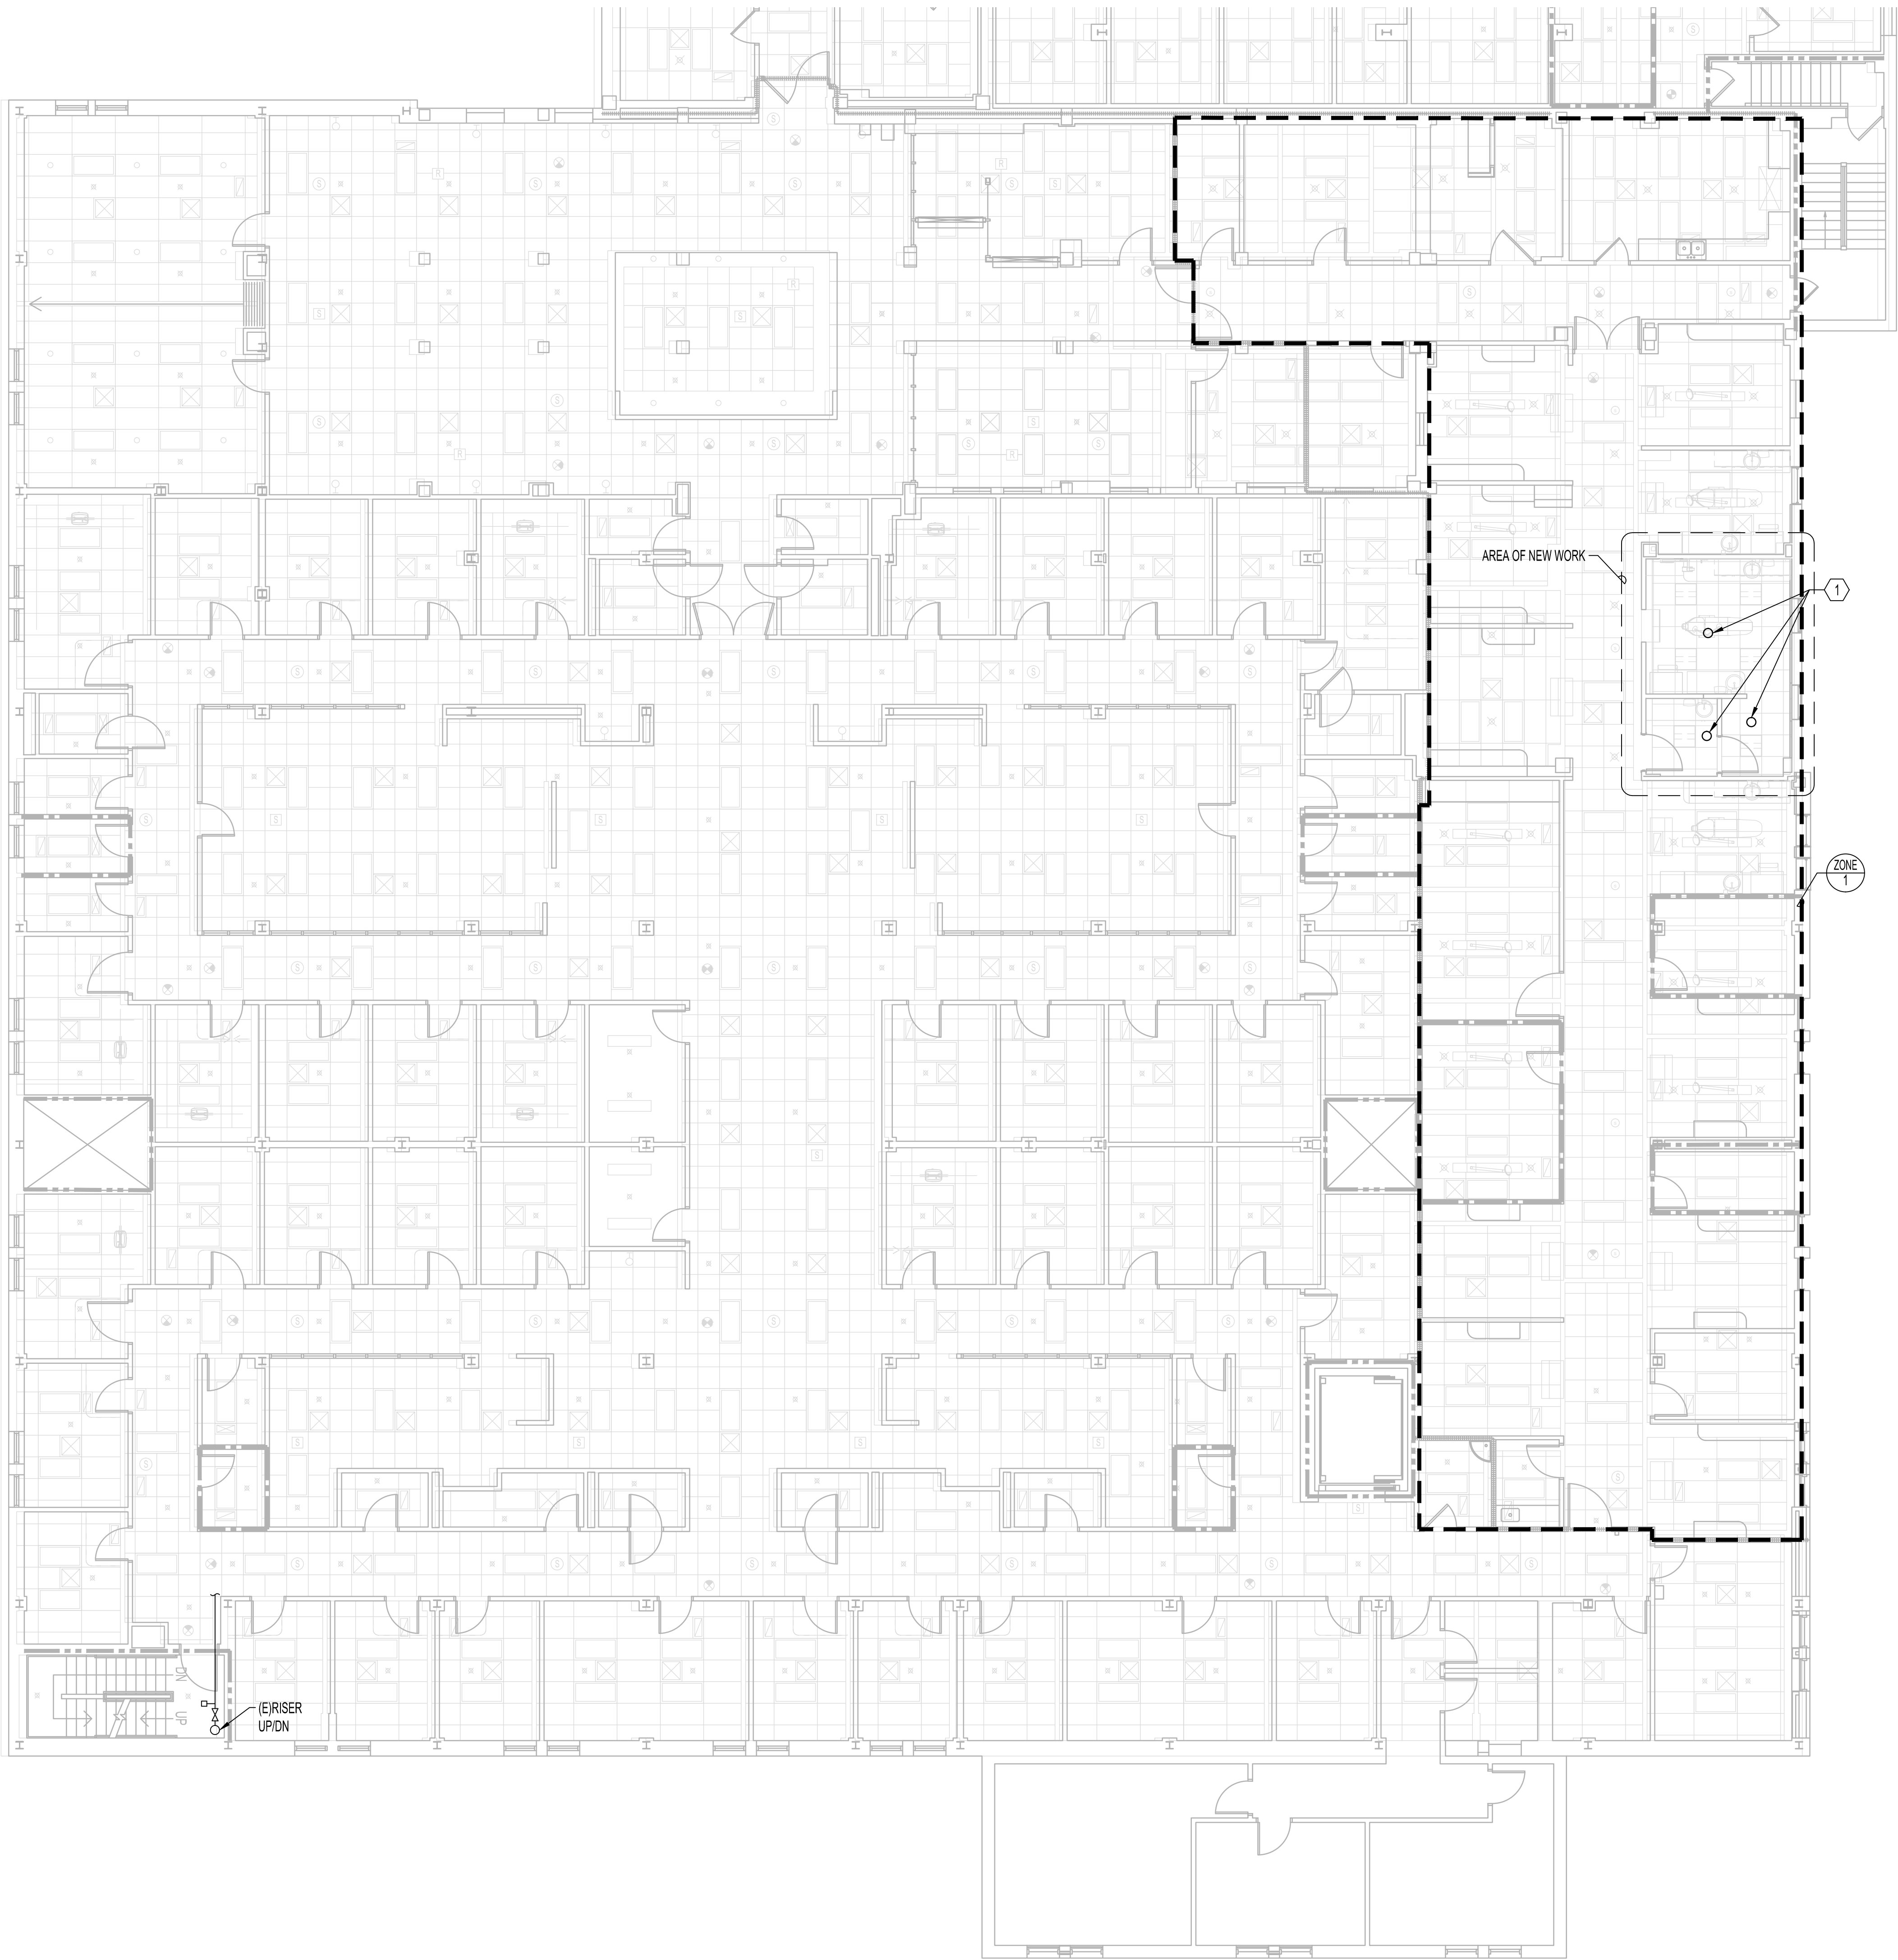 AREA OF NEW WORK
1
ZONE
1
DN
UP
(E)RISER
UP/DN